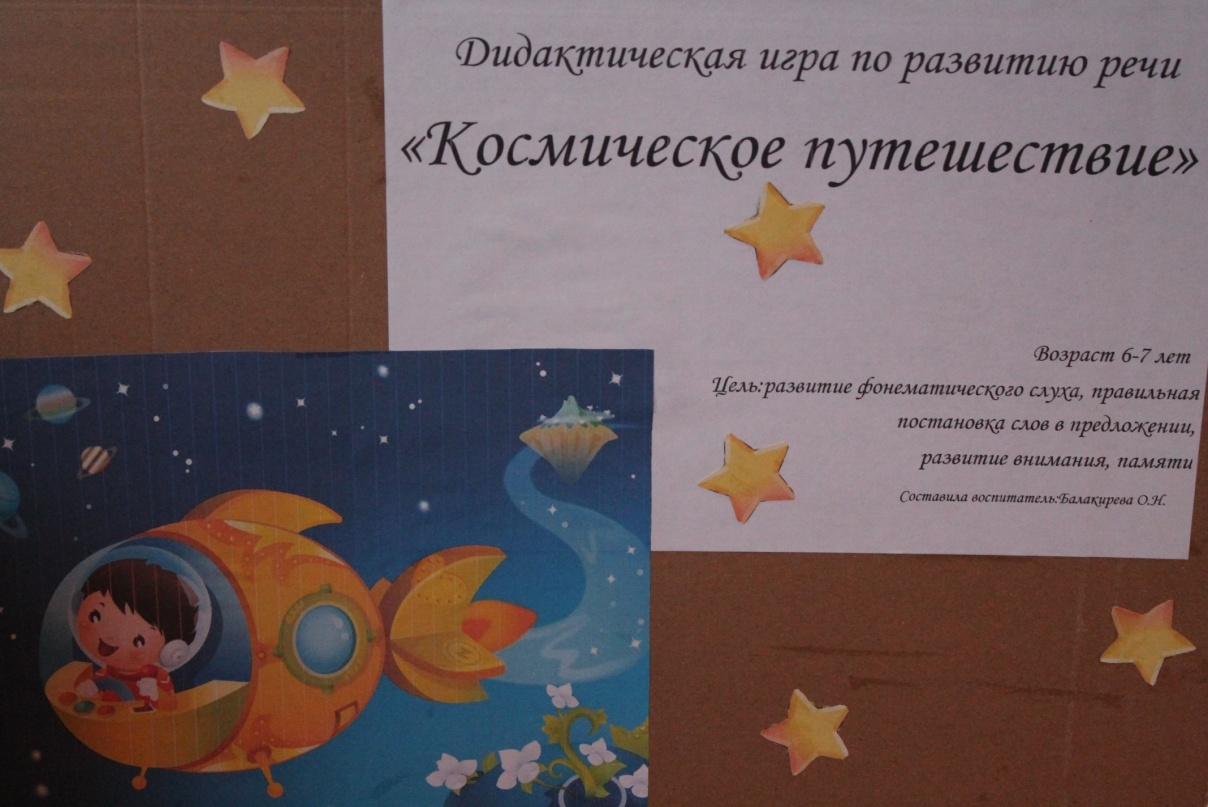 Дидактическая игра по развитию речи
«Космическое путешествие»
Возраст 6-7 лет
Цель:развитие фонематического слуха, правильная
постановка слов в предложении,
развитие внимания, памяти
Составила воспитатель:Балакирева О.Н.